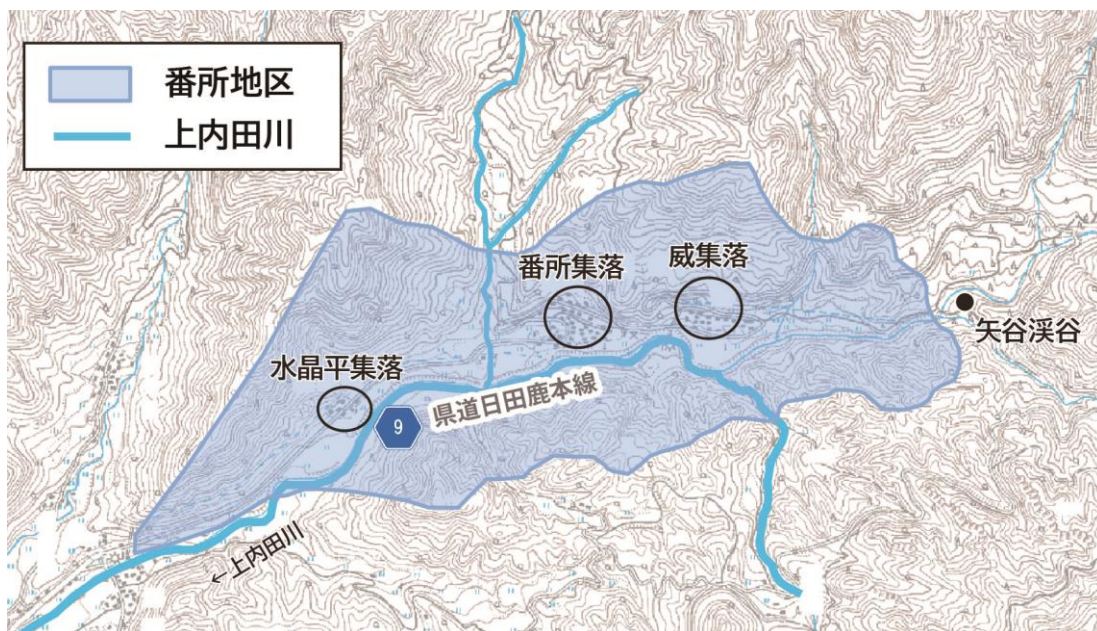 番所地区
上内田川
番所集落
威集落
矢谷渓谷
水晶平集落
県道日田鹿本線
9
←上内田川